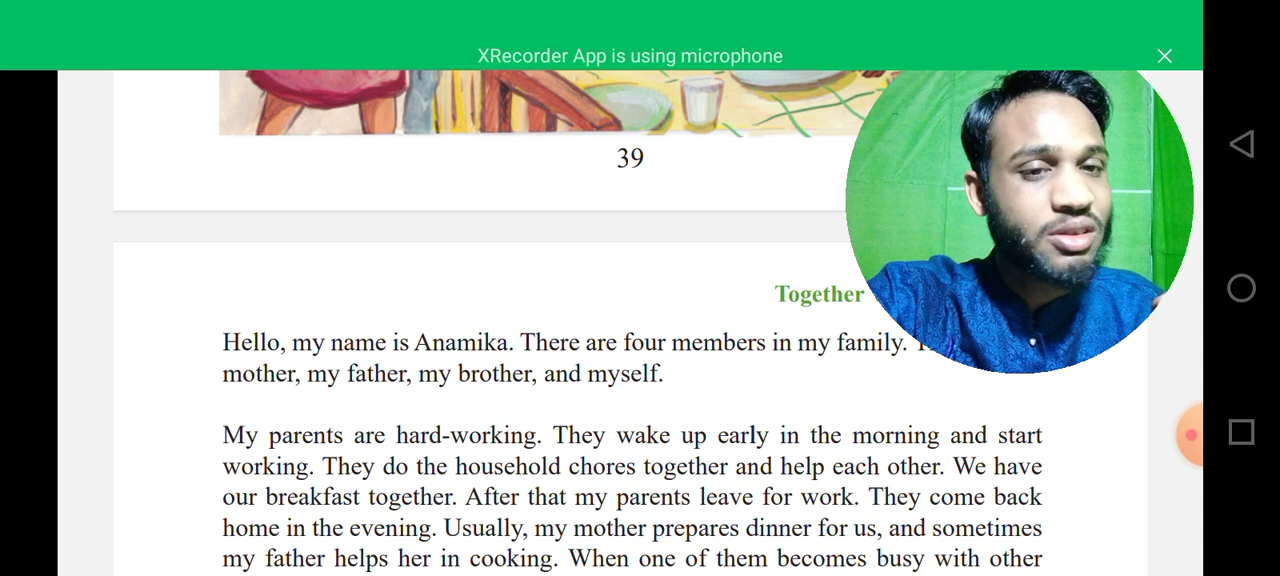 XRecorder App is using microphone
39
Together
Hello, my name is Anamika. There are four members in my family.
mother, my father, my brother, and myself.
My parents are hard-working. They wake up early in the morning and start
working. They do the household chores together and help each other. We have
our breakfast together. After that my parents leave for work. They come back
home in the evening. Usually, my mother prepares dinner for us, and sometimes
my father helps her in cooking. When one of them becomes busy with other